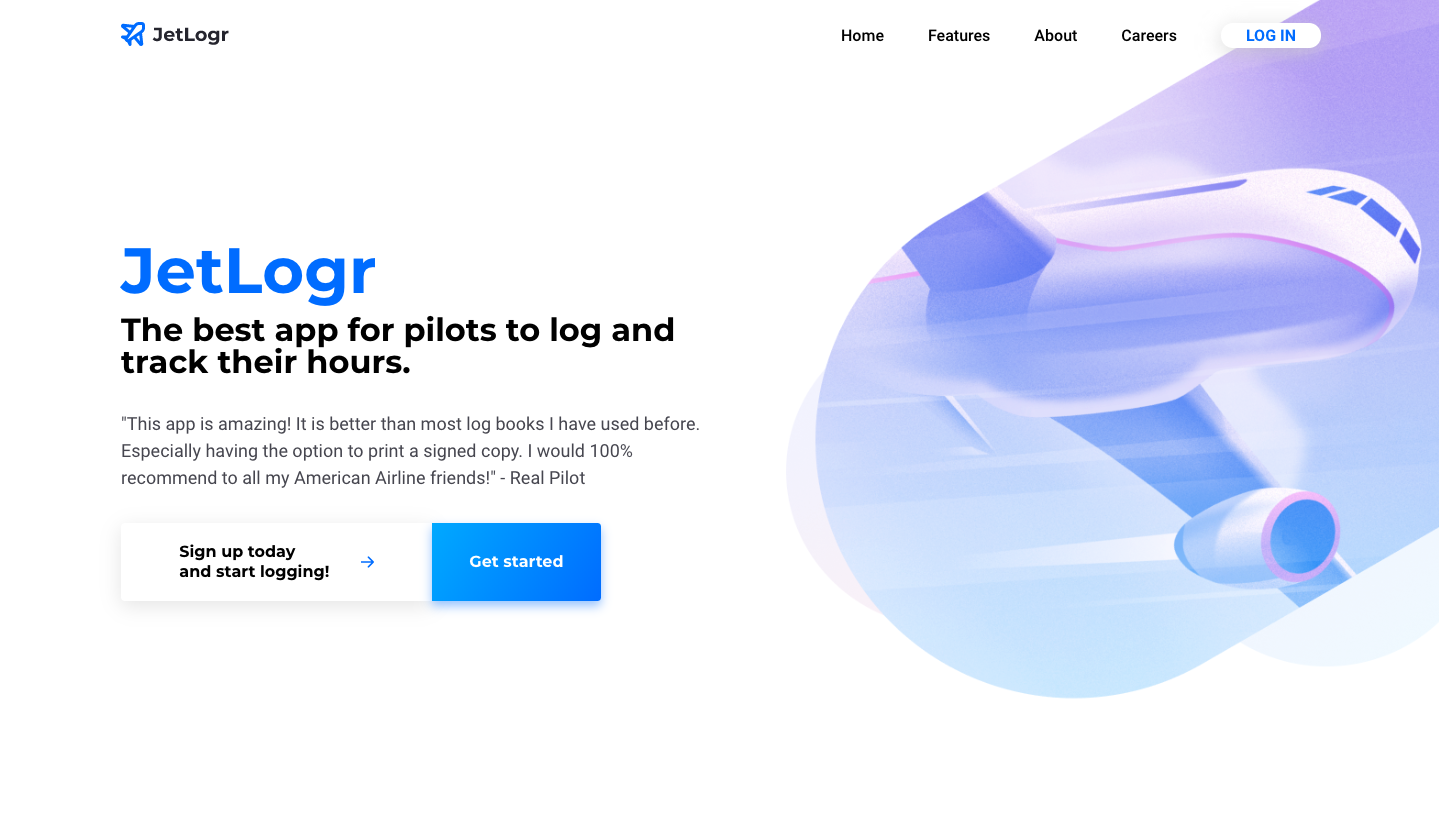 JetLogr
Home
Features
About
Careers
LOG IN
JetLogr
The best app for pilots to log and
track their hours.
"This app is amazing! It is better than most log books I have used before.
Especially having the option to print a signed copy. I would 100%
recommend to all my American Airline friends!" - Real Pilot
Sign up today
and start logging!
Get started